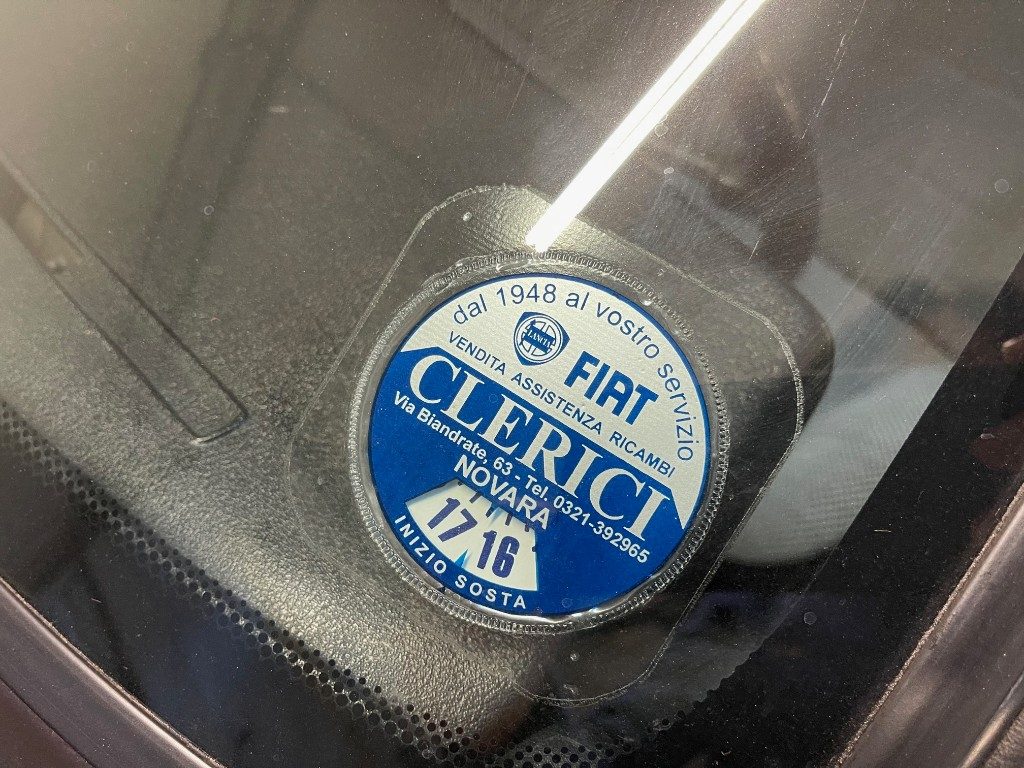 dal 1948 al vostro servizio
LANCIA
FIAT
VENDITA ASSISTENZA RICAMBI
CLERICI
Via Biandrate, 63 - Tel. 0321-392965
NOVARA
17 16
INIZIO SOSTA